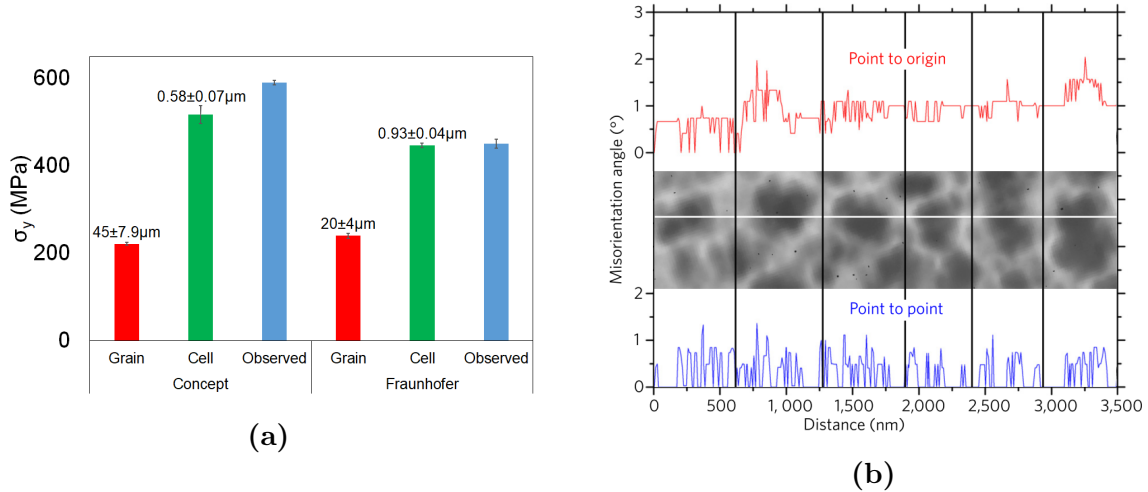 600
400
200
0
σy (MPa)
45±7.9µm
0.58±0.07µm
20±4µm
0.93±0.04µm
Grain Cell Observed Grain Cell Observed
Concept Fraunhofer
(a)
3
2
1
0
Point to origin
Misorientation angle (°)
2
1
0
Point to point
0 500 1,000 1,500 2,000 2,500 3,000 3,500
Distance (nm)
(b)